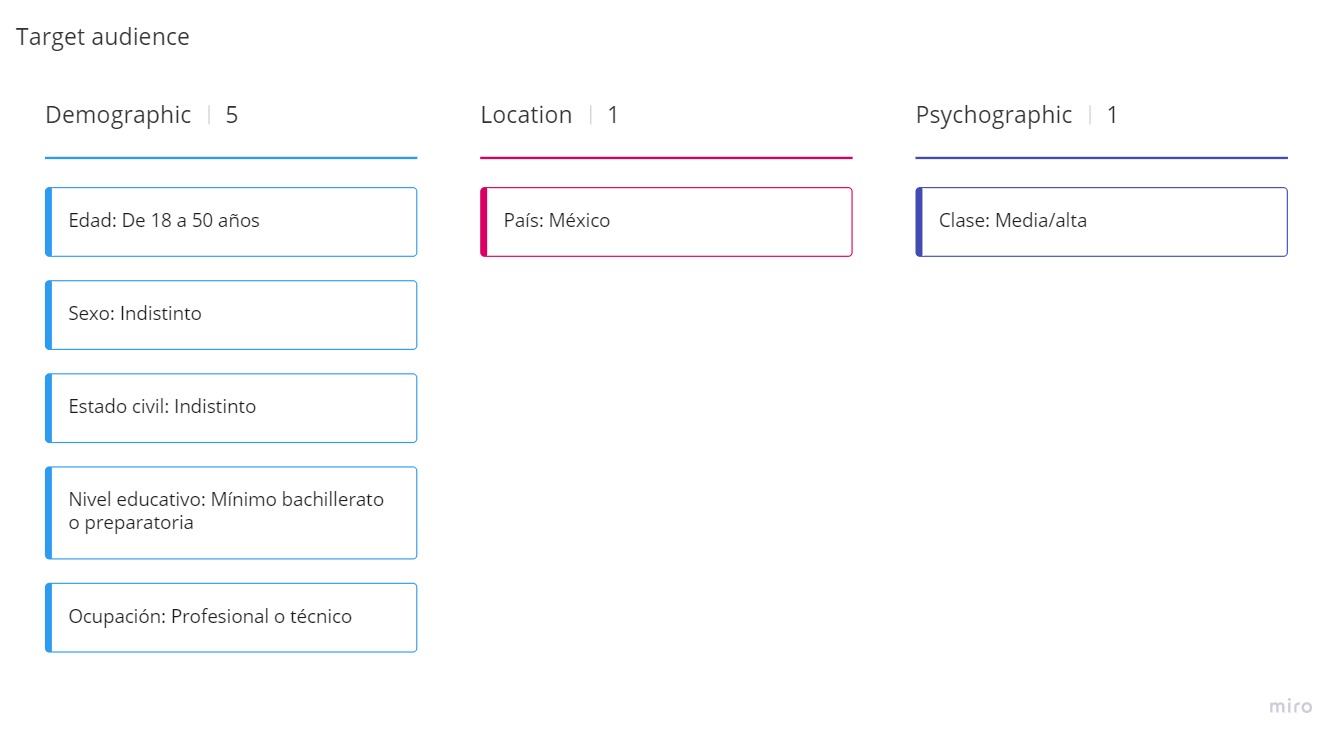 Target audience
Demographic | 5
Edad: De 18 a 50 años
Sexo: Indistinto
Estado civil: Indistinto
Nivel educativo: Mínimo bachillerato
o preparatoria
Ocupación: Profesional o técnico
Location | 1
País: México
Psychographic | 1
Clase: Media/alta
miro